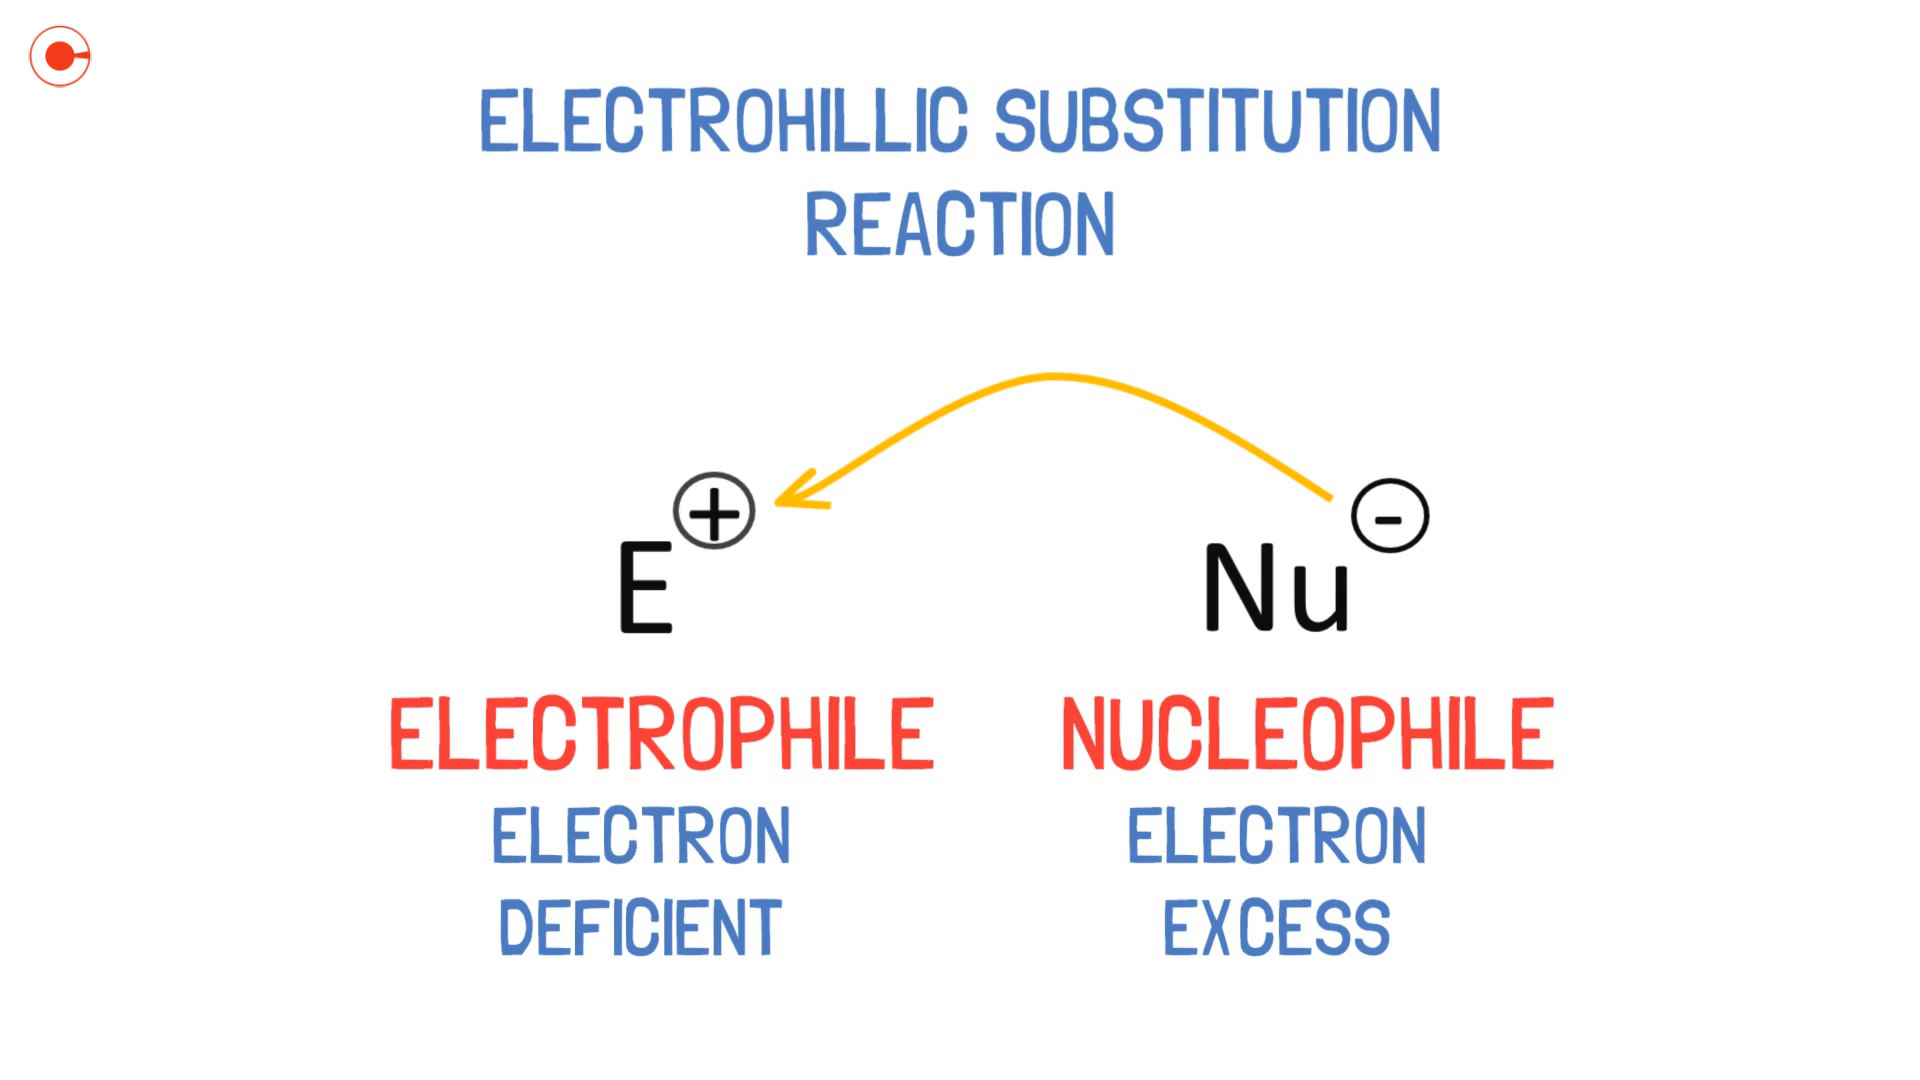 ELECTROHILLIC SUBSTITUTION
REACTION
E+
Nu-
ELECTROPHILE
NUCLEOPHILE
ELECTRON
DEFICIENT
ELECTRON
EXCESS